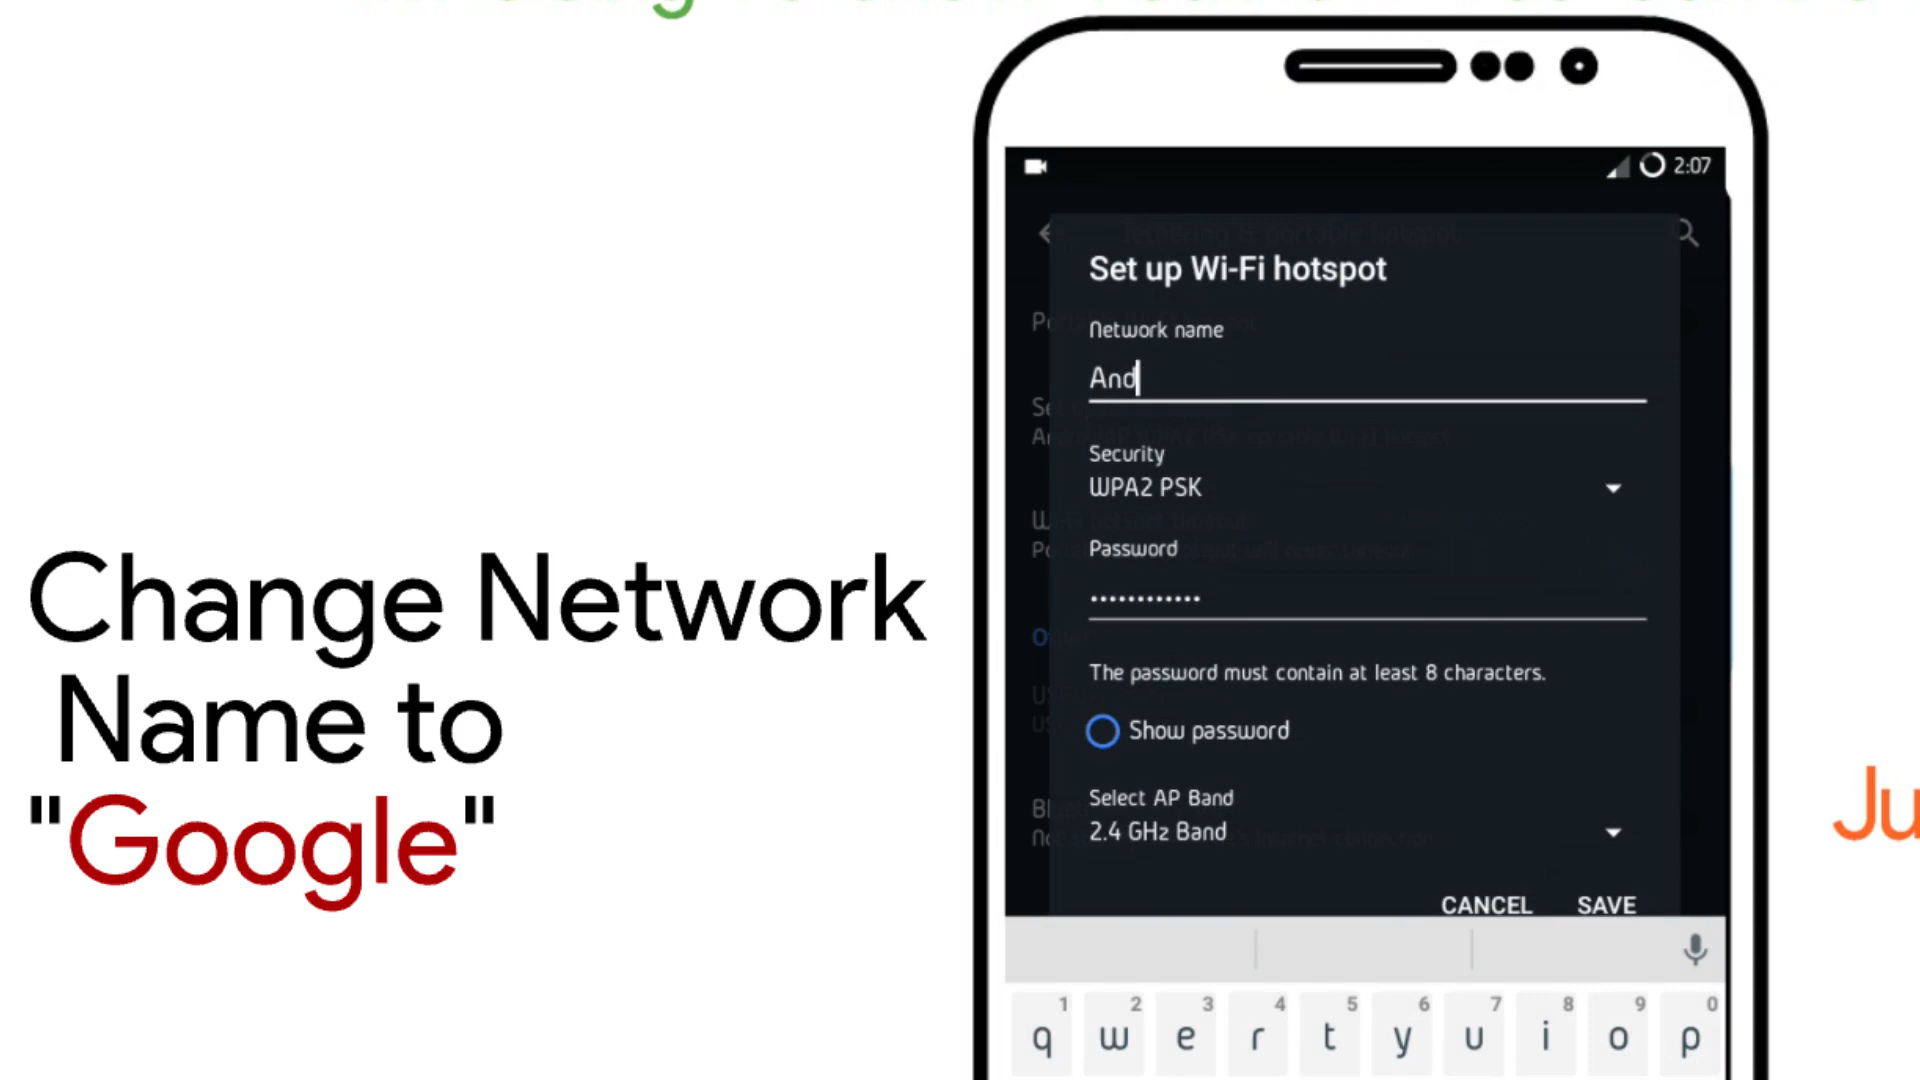 2:07
Set up Wi-Fi hotspot
Network name
And
Security
WPA2 PSK
Password
••••••••••••
The password must contain at least 8 characters.
Show password
Select AP Band
2.4 GHz Band
CANCEL SAVE
1 2 3 4 5 6 7 8 9 0
q w e r t y u i o p
Change Network
Name to
"Google"
Ju